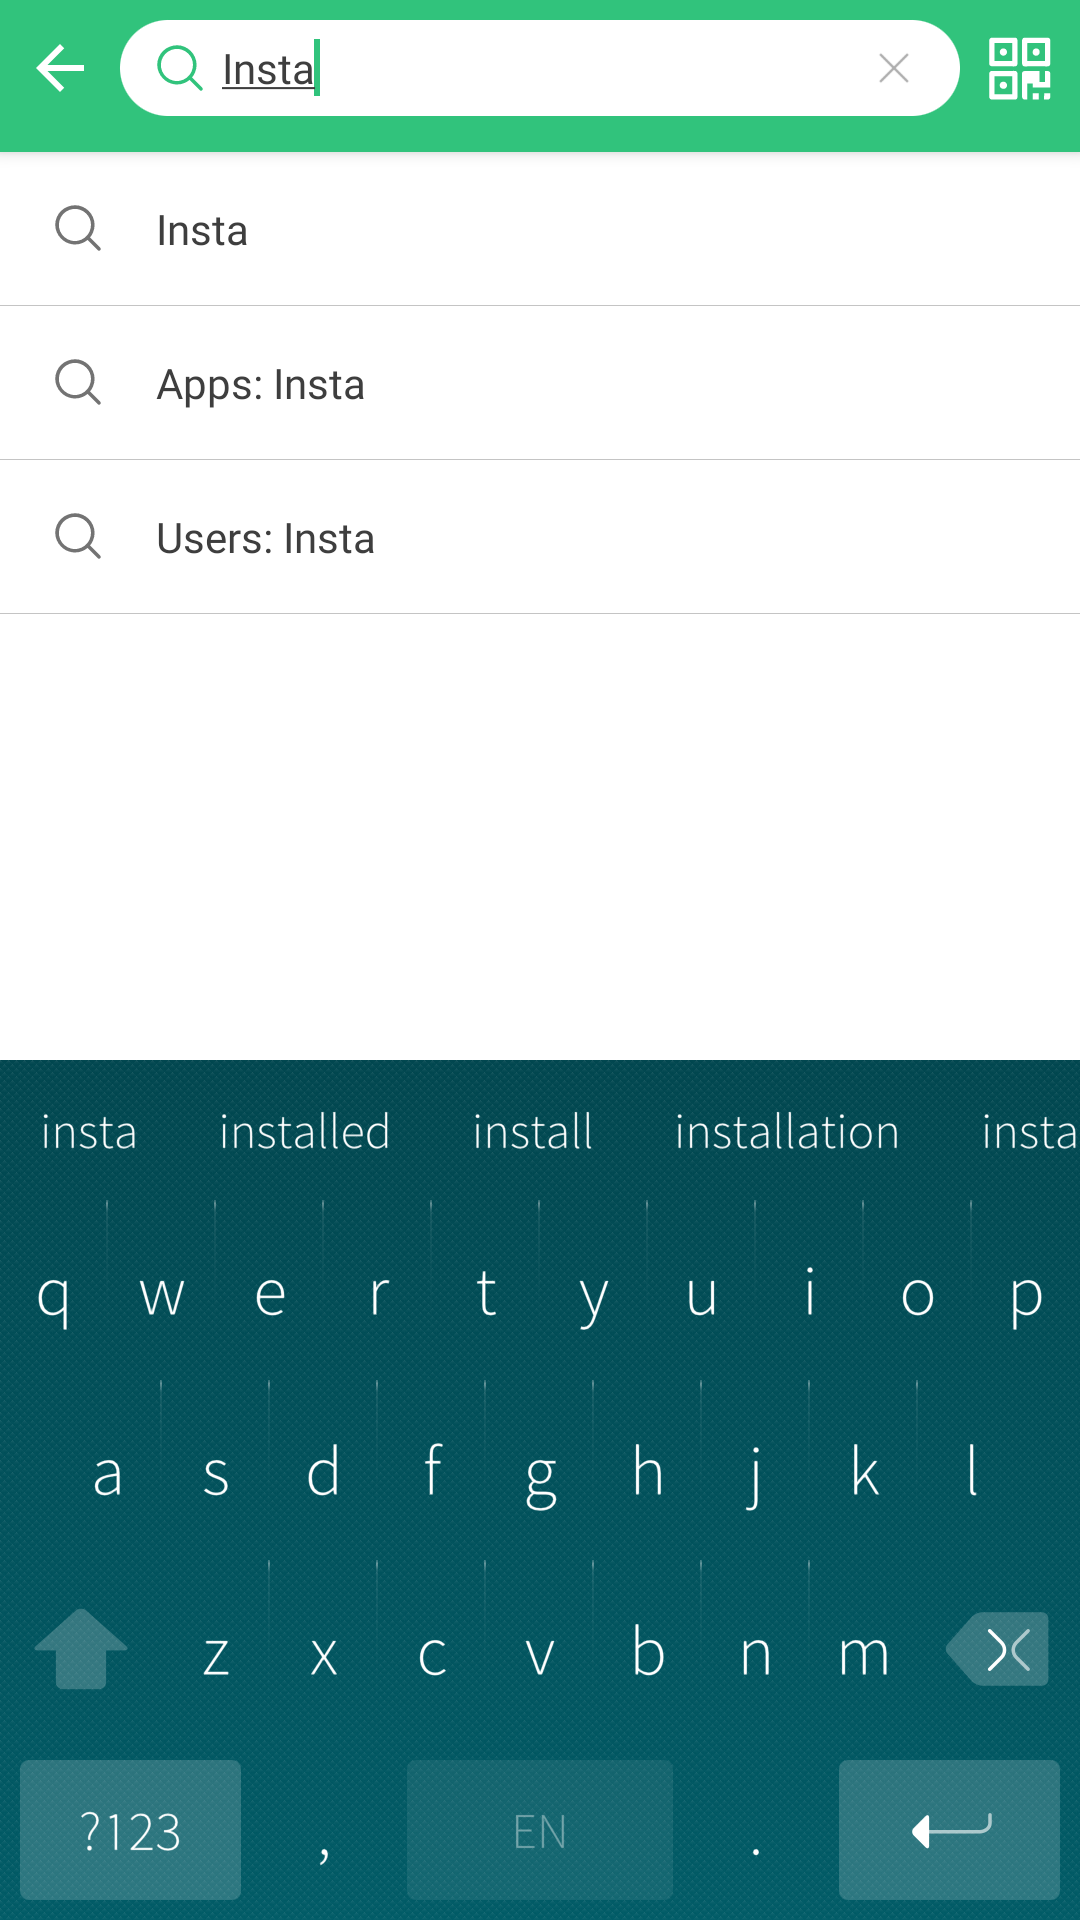 Insta
Insta
Apps: Insta
Users: Insta
insta installed install installation insta
q w e r t y u i o p
a s d f g h j k l
z x c v b n m
?123 , EN .